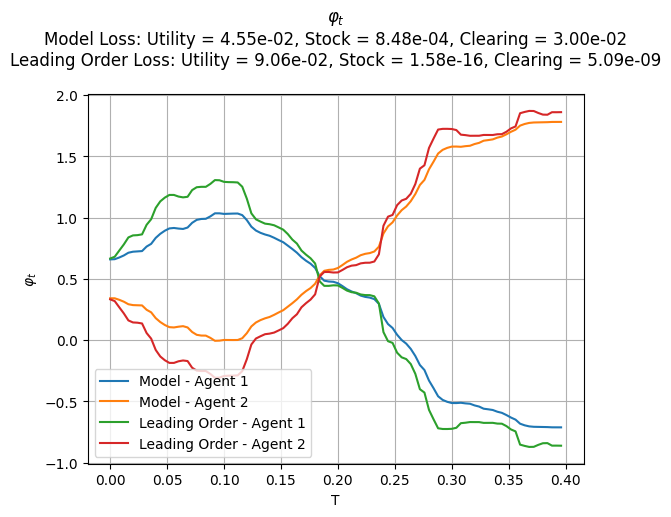 φₜ
Model Loss: Utility = 4.55e-02, Stock = 8.48e-04, Clearing = 3.00e-02
Leading Order Loss: Utility = 9.06e-02, Stock = 1.58e-16, Clearing = 5.09e-09
2.0
1.5
1.0
0.5
0.0
−0.5
−1.0
φₜ
Model - Agent 1
Model - Agent 2
Leading Order - Agent 1
Leading Order - Agent 2
0.00 0.05 0.10 0.15 0.20 0.25 0.30 0.35 0.40
T